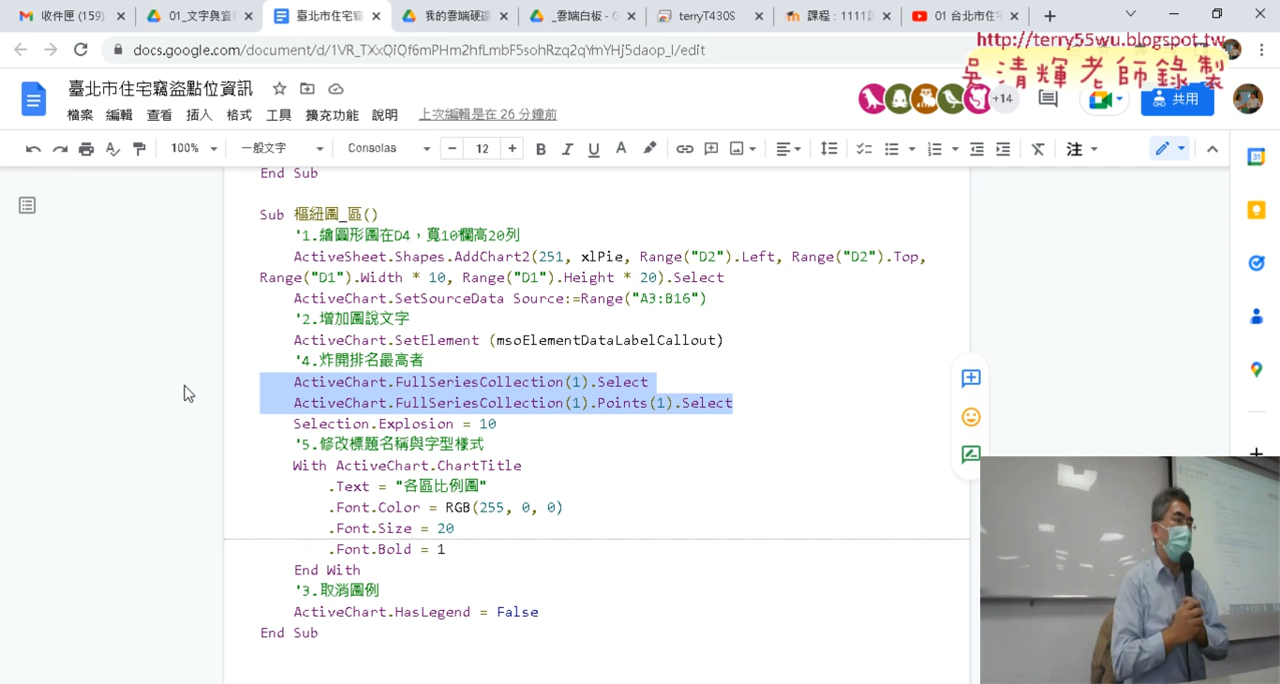 收件匣 (159)
01_文字與
臺北市住宅竊
我的雲端硬
_雲端白板 - G
terryT430S
課程：1111
01 台北市住
docs.google.com/document/d/1VR_TXxQiQf6mPHm2hfLmbF5sohRzq2qYmYHj5daop_I/edit
http://terry55wu.blogspot.tw
吳清輝老師錄製
臺北市住宅竊盜點位資訊
檔案 編輯 查看 插入 格式 工具 擴充功能 說明 上次編輯是在 26 分鐘前
+14
共用
100% 一般文字 Consolas - 12 + B I U A 注
End Sub
Sub 樞紐圖_區()
'1.繪圓形圖在D4，寬10欄高20列
ActiveSheet.Shapes.AddChart2(251, xlPie, Range("D2").Left, Range("D2").Top,
Range("D1").Width * 10, Range("D1").Height * 20).Select
ActiveChart.SetSourceData Source:=Range("A3:B16")
'2.增加圖說文字
ActiveChart.SetElement (msoElementDataLabelCallout)
'4.炸開排名最高者
ActiveChart.FullSeriesCollection(1).Select
ActiveChart.FullSeriesCollection(1).Points(1).Select
Selection.Explosion = 10
'5.修改標題名稱與字型樣式
With ActiveChart.ChartTitle
.Text = "各區比例圖"
.Font.Color = RGB(255, 0, 0)
.Font.Size = 20
.Font.Bold = 1
End With
'3.取消圖例
ActiveChart.HasLegend = False
End Sub